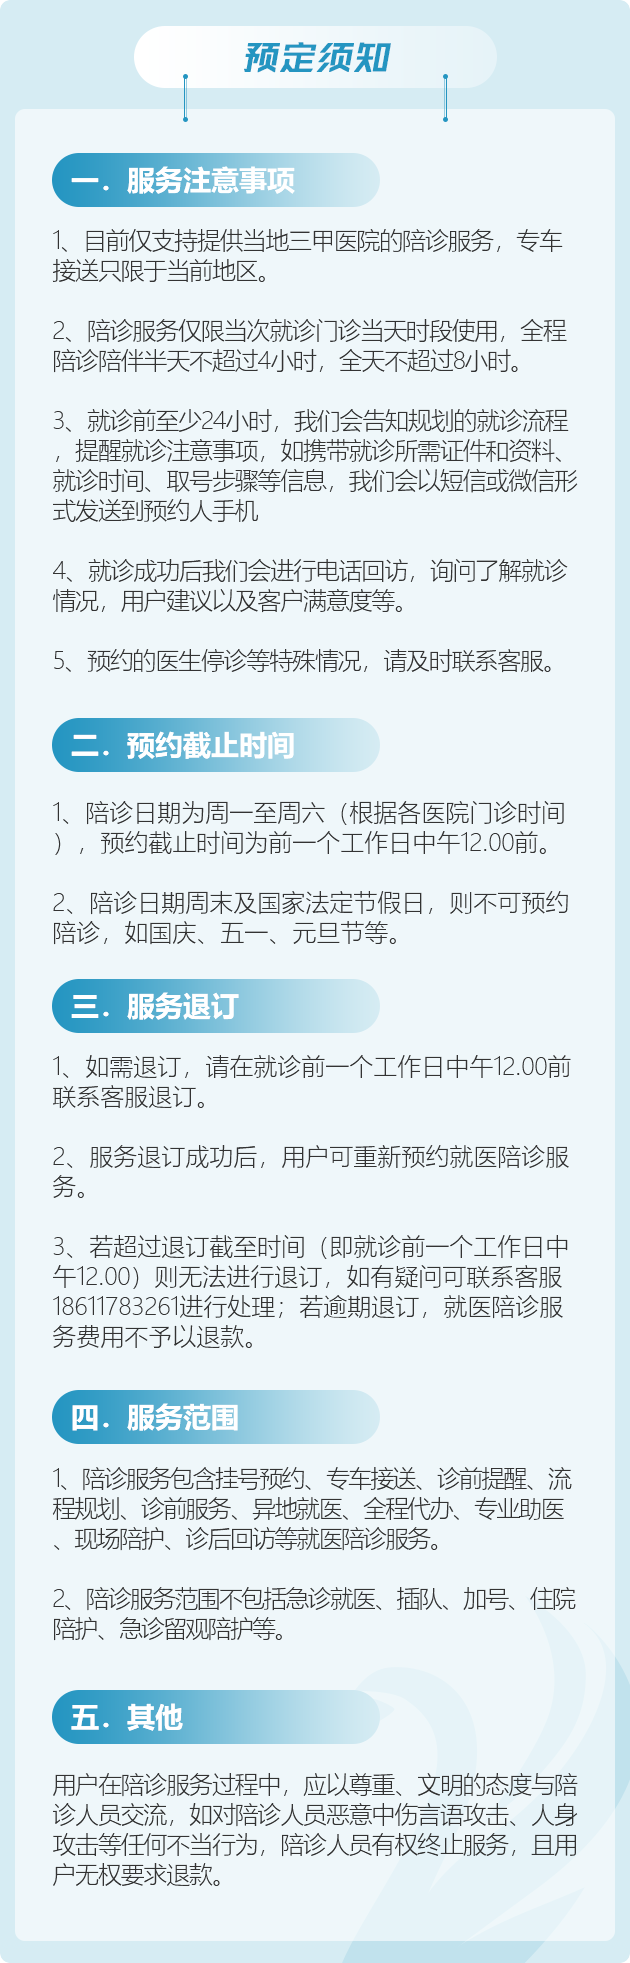 预定须知
一. 服务注意事项
1、目前仅支持提供当地三甲医院的陪诊服务，专车
接送只限于当前地区。
2、陪诊服务仅限当次就诊门诊当天时段使用，全程
陪诊陪伴半天不超过4小时，全天不超过8小时。
3、就诊前至少24小时，我们会告知规划的就诊流程
，提醒就诊注意事项，如携带就诊所需证件和资料、
就诊时间、取号步骤等信息，我们会以短信或微信形
式发送到预约人手机
4、就诊成功后我们会进行电话回访，询问了解就诊
情况，用户建议以及客户满意度等。
5、预约的医生停诊等特殊情况，请及时联系客服。
二. 预约截止时间
1、陪诊日期为周一至周六（根据各医院门诊时间
），预约截止时间为前一个工作日中午12.00前。
2、陪诊日期周末及国家法定节假日，则不可预约
陪诊，如国庆、五一、元旦节等。
三. 服务退订
1、如需退订，请在就诊前一个工作日中午12.00前
联系客服退订。
2、服务退订成功后，用户可重新预约就医陪诊服
务。
3、若超过退订截至时间（即就诊前一个工作日中
午12.00）则无法进行退订，如有疑问可联系客服
18611783261进行处理；若逾期退订，就医陪诊服
务费用不予以退款。
四. 服务范围
1、陪诊服务包含挂号预约、专车接送、诊前提醒、流
程规划、诊前服务、异地就医、全程代办、专业助医
、现场陪护、诊后回访等就医陪诊服务。
2、陪诊服务范围不包括急诊就医、插队、加号、住院
陪护、急诊留观陪护等。
五. 其他
用户在陪诊服务过程中，应以尊重、文明的态度与陪
诊人员交流，如对陪诊人员恶意中伤言语攻击、人身
攻击等任何不当行为，陪诊人员有权终止服务，且用
户无权要求退款。